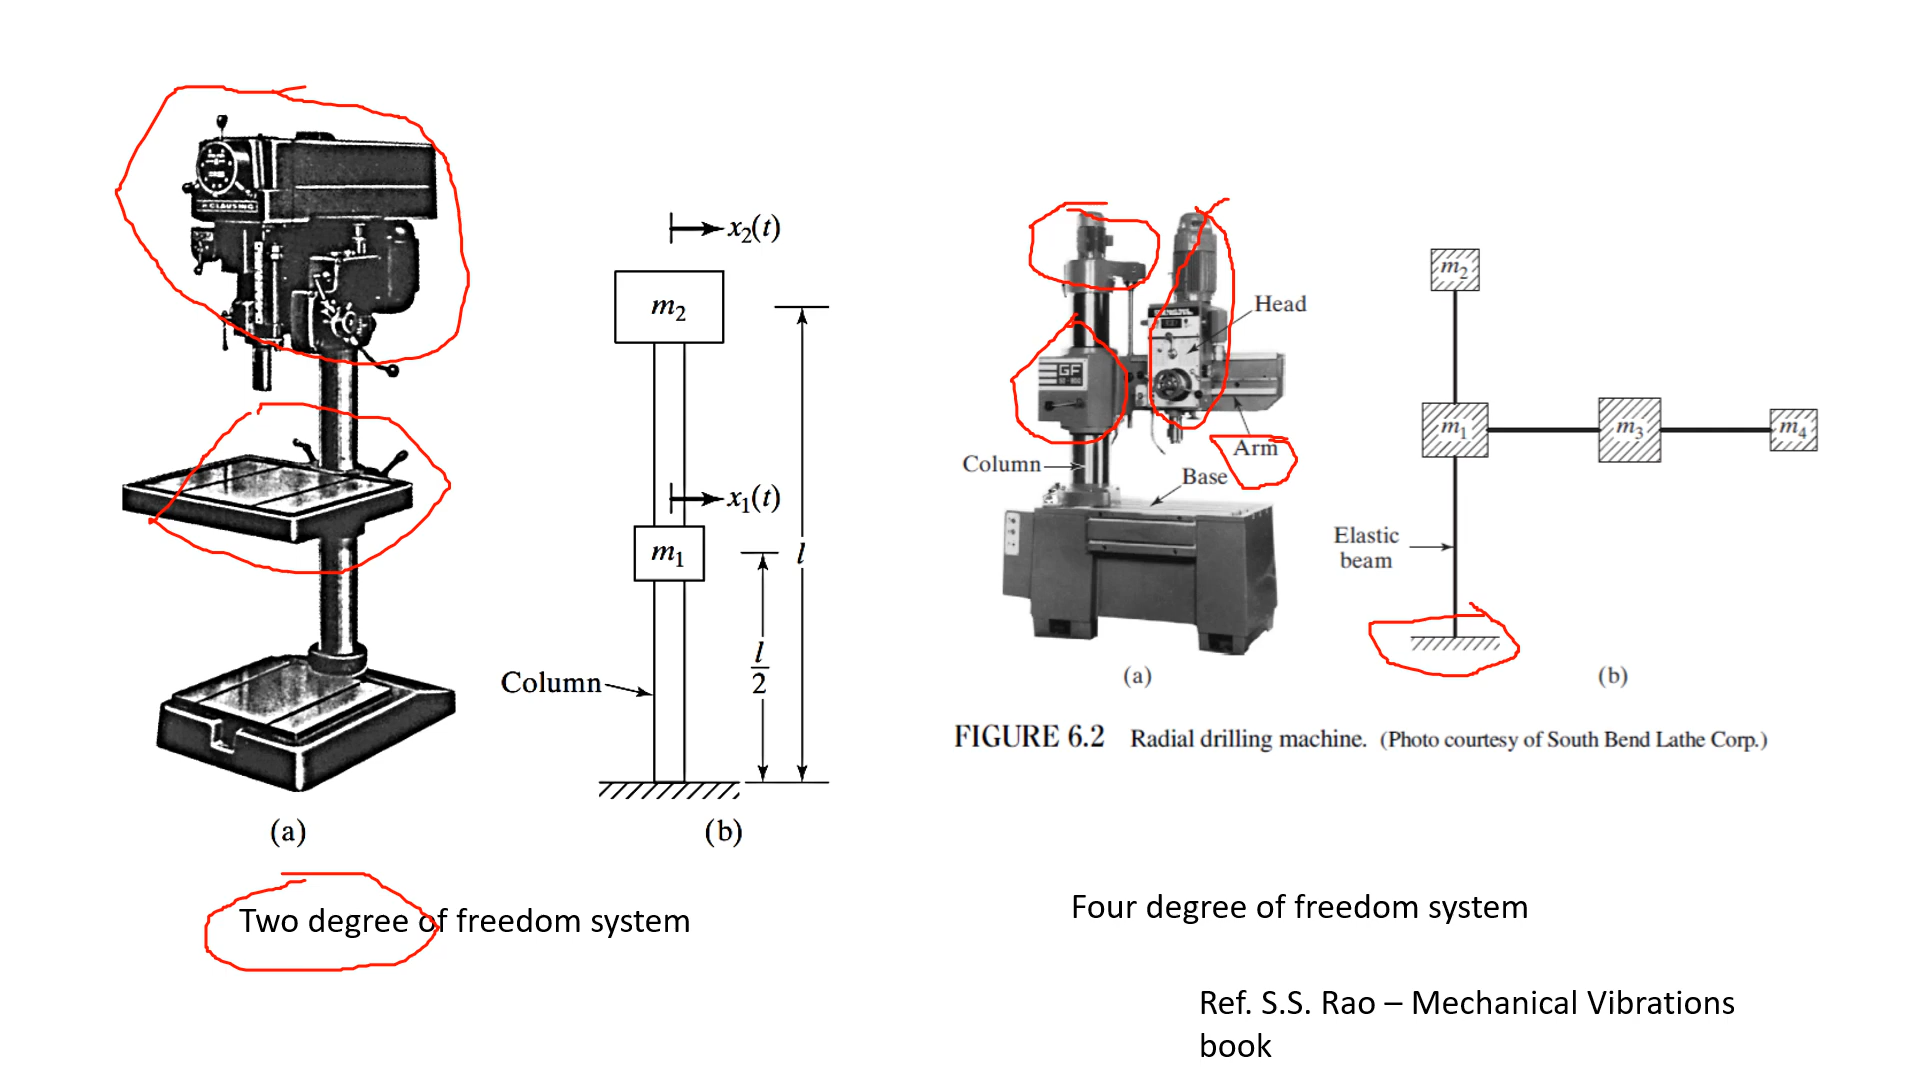 CLAUSING
x2(t)
m2
x1(t)
m1
l
l
2
Column
(a)
(b)
Two degree of freedom system
Head
GF
Arm
Column
Base
m2
m1
m3
m4
Elastic
beam
(a)
(b)
FIGURE 6.2 Radial drilling machine. (Photo courtesy of South Bend Lathe Corp.)
Four degree of freedom system
Ref. S.S. Rao – Mechanical Vibrations
book